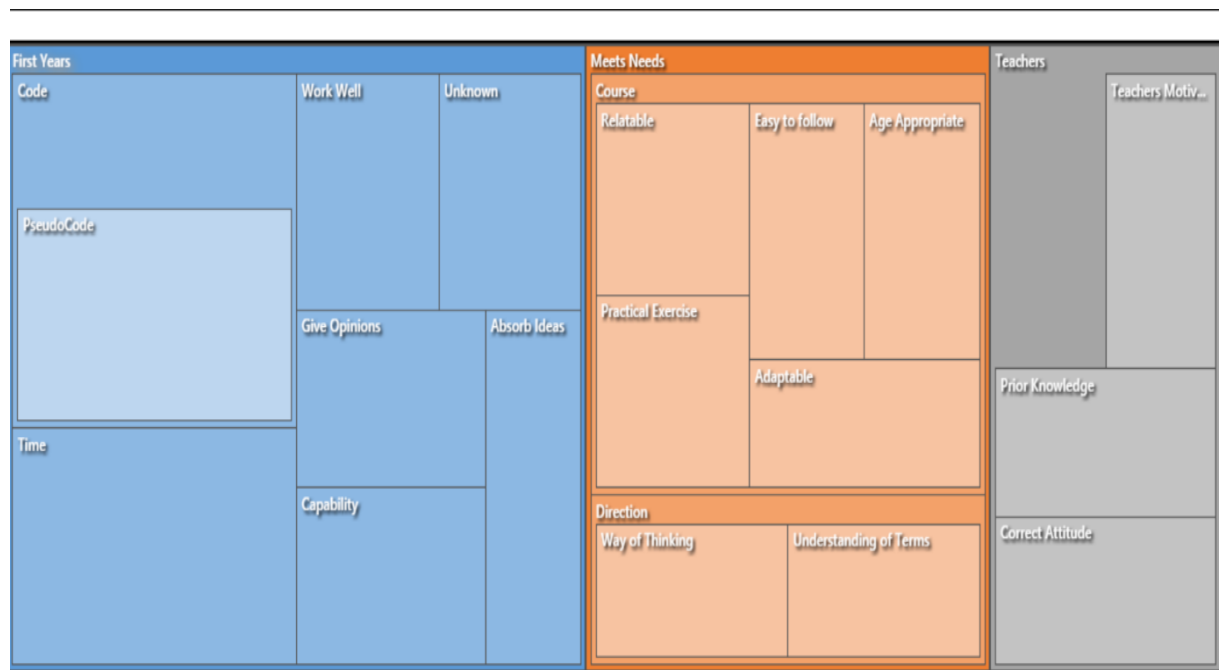 First Years
Code
Work Well
Unknown
PseudoCode
Give Opinions
Absorb Ideas
Time
Capability
Meets Needs
Course
Relatable
Easy to follow
Age Appropriate
Practical Exercise
Adaptable
Direction
Way of Thinking
Understanding of Terms
Teachers
Teachers Motiv...
Prior Knowledge
Correct Attitude